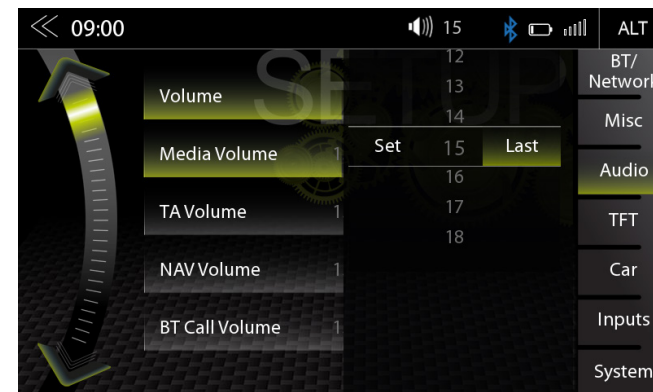 09:00
15
ALT
SETUP
Volume
Media Volume
TA Volume
NAV Volume
BT Call Volume
12
13
14
Set 15 Last
16
17
18
BT/
Network
Misc
Audio
TFT
Car
Inputs
System